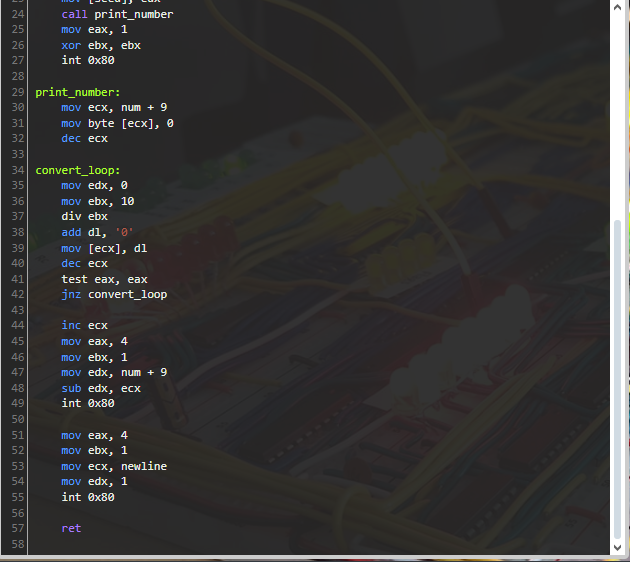 23 mov [seed], eax
24 call print_number
25 mov eax, 1
26 xor ebx, ebx
27 int 0x80
28
29 print_number:
30 mov ecx, num + 9
31 mov byte [ecx], 0
32 dec ecx
33
34 convert_loop:
35 mov edx, 0
36 mov ebx, 10
37 div ebx
38 add dl, '0'
39 mov [ecx], dl
40 dec ecx
41 test eax, eax
42 jnz convert_loop
43
44 inc ecx
45 mov eax, 4
46 mov ebx, 1
47 mov edx, num + 9
48 sub edx, ecx
49 int 0x80
50
51 mov eax, 4
52 mov ebx, 1
53 mov ecx, newline
54 mov edx, 1
55 int 0x80
56
57 ret
58